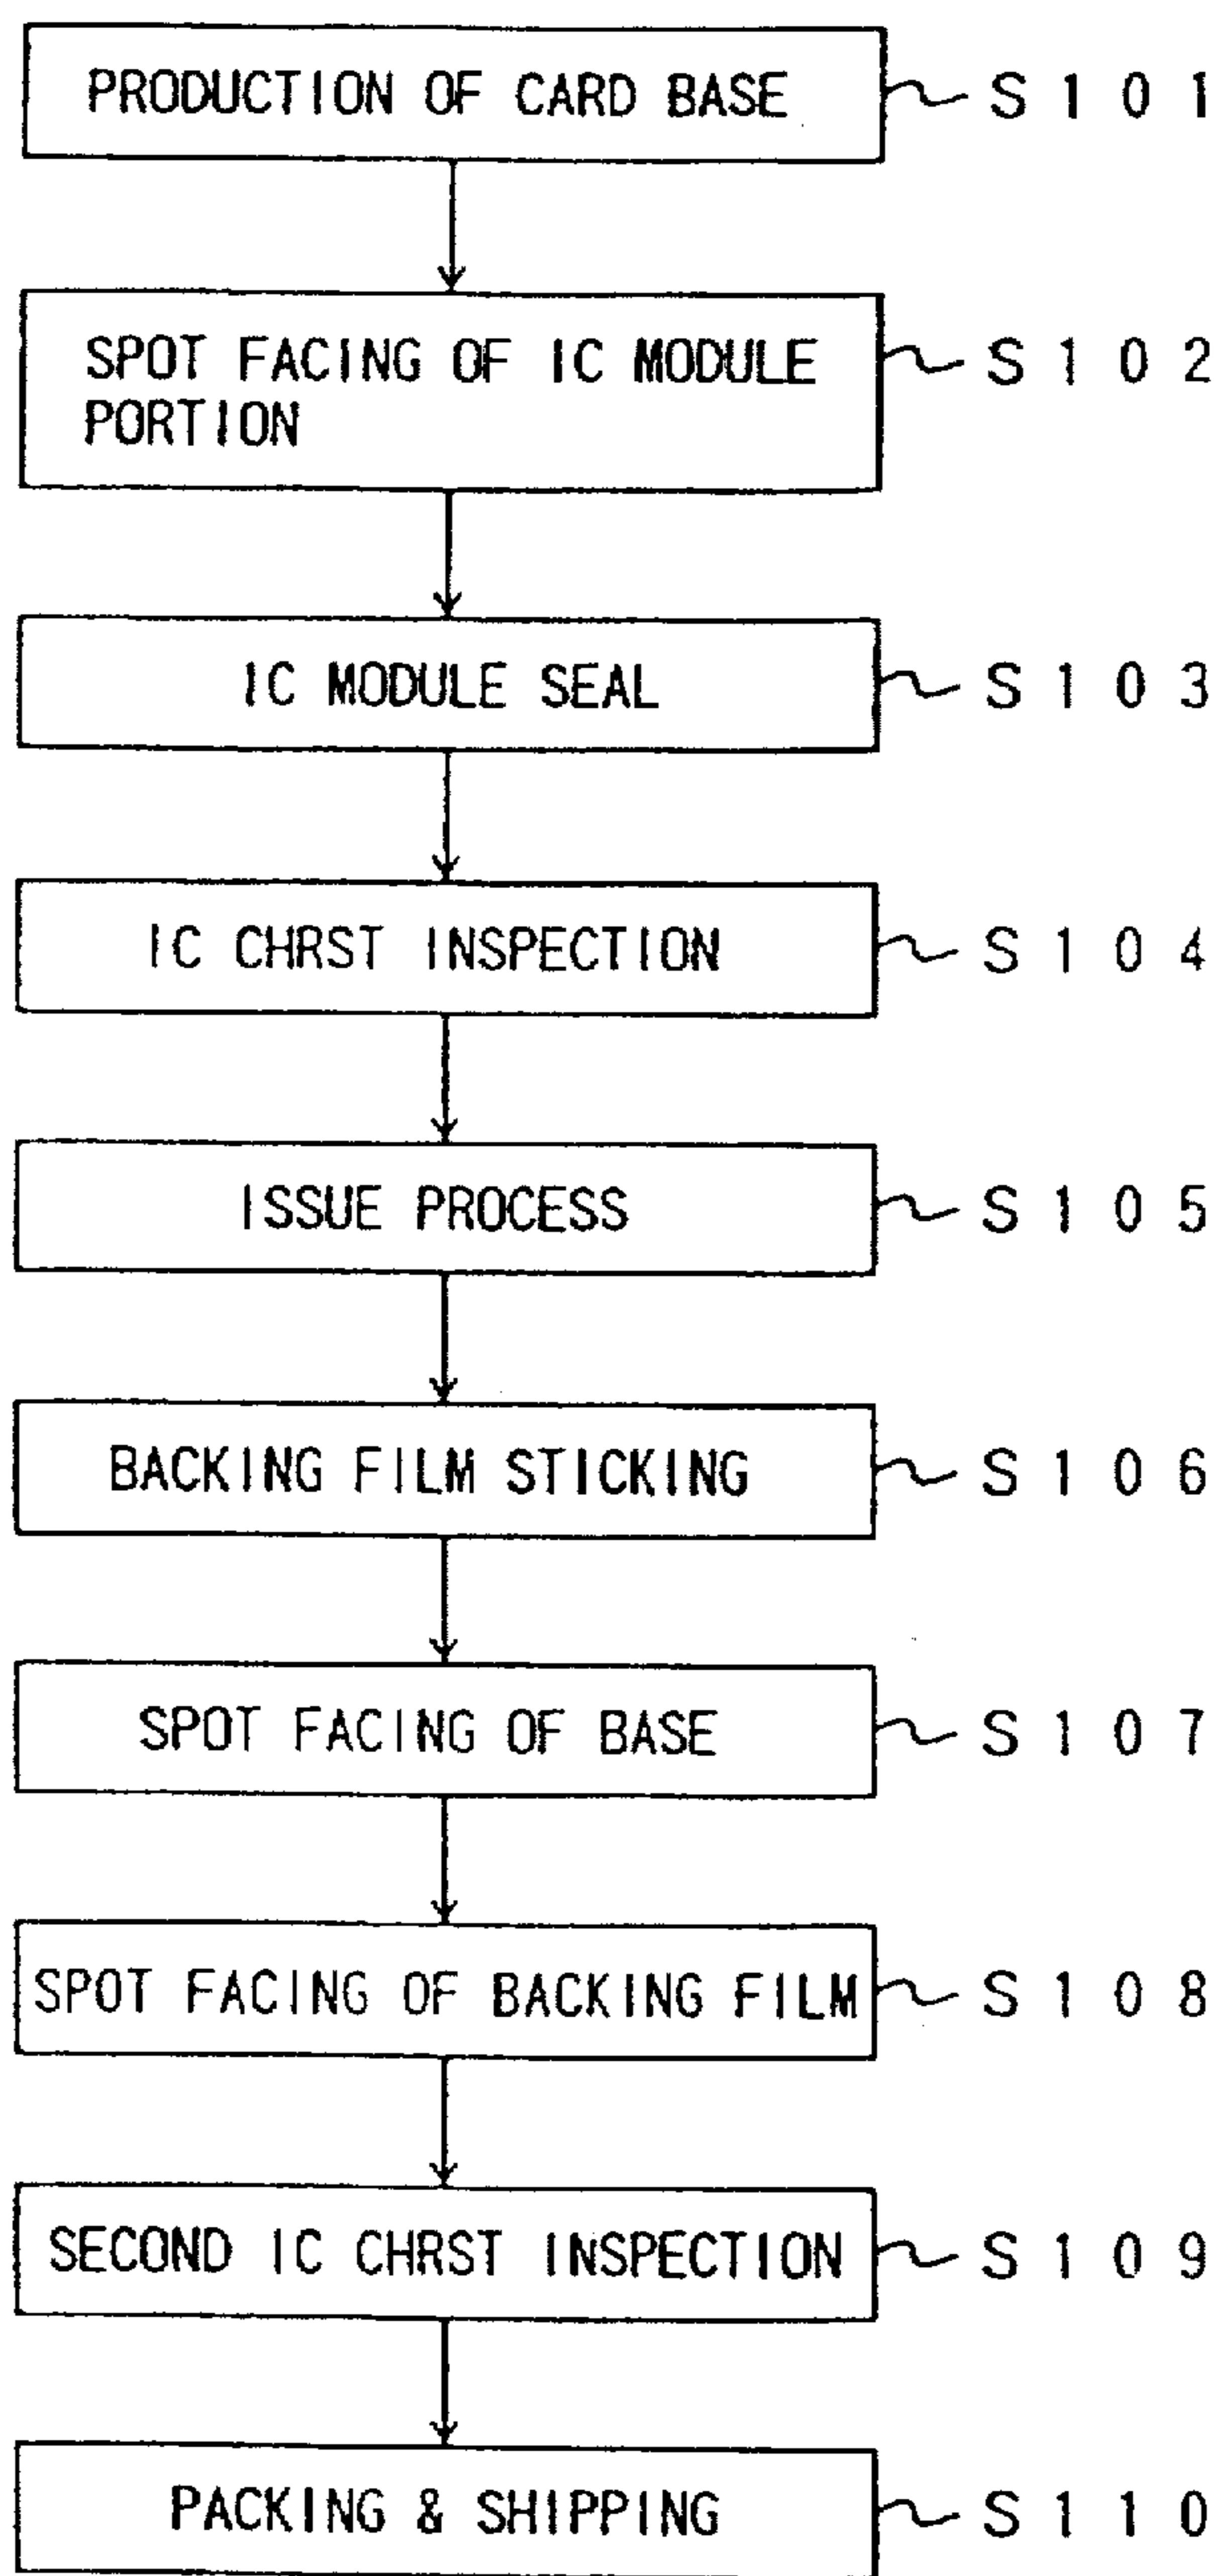 PRODUCTION OF CARD BASE S101
SPOT FACING OF IC MODULE S102
PORTION
IC MODULE SEAL S103
IC CHRST INSPECTION S104
ISSUE PROCESS S105
BACKING FILM STICKING S106
SPOT FACING OF BASE S107
SPOT FACING OF BACKING FILM S108
SECOND IC CHRST INSPECTION S109
PACKING & SHIPPING S110